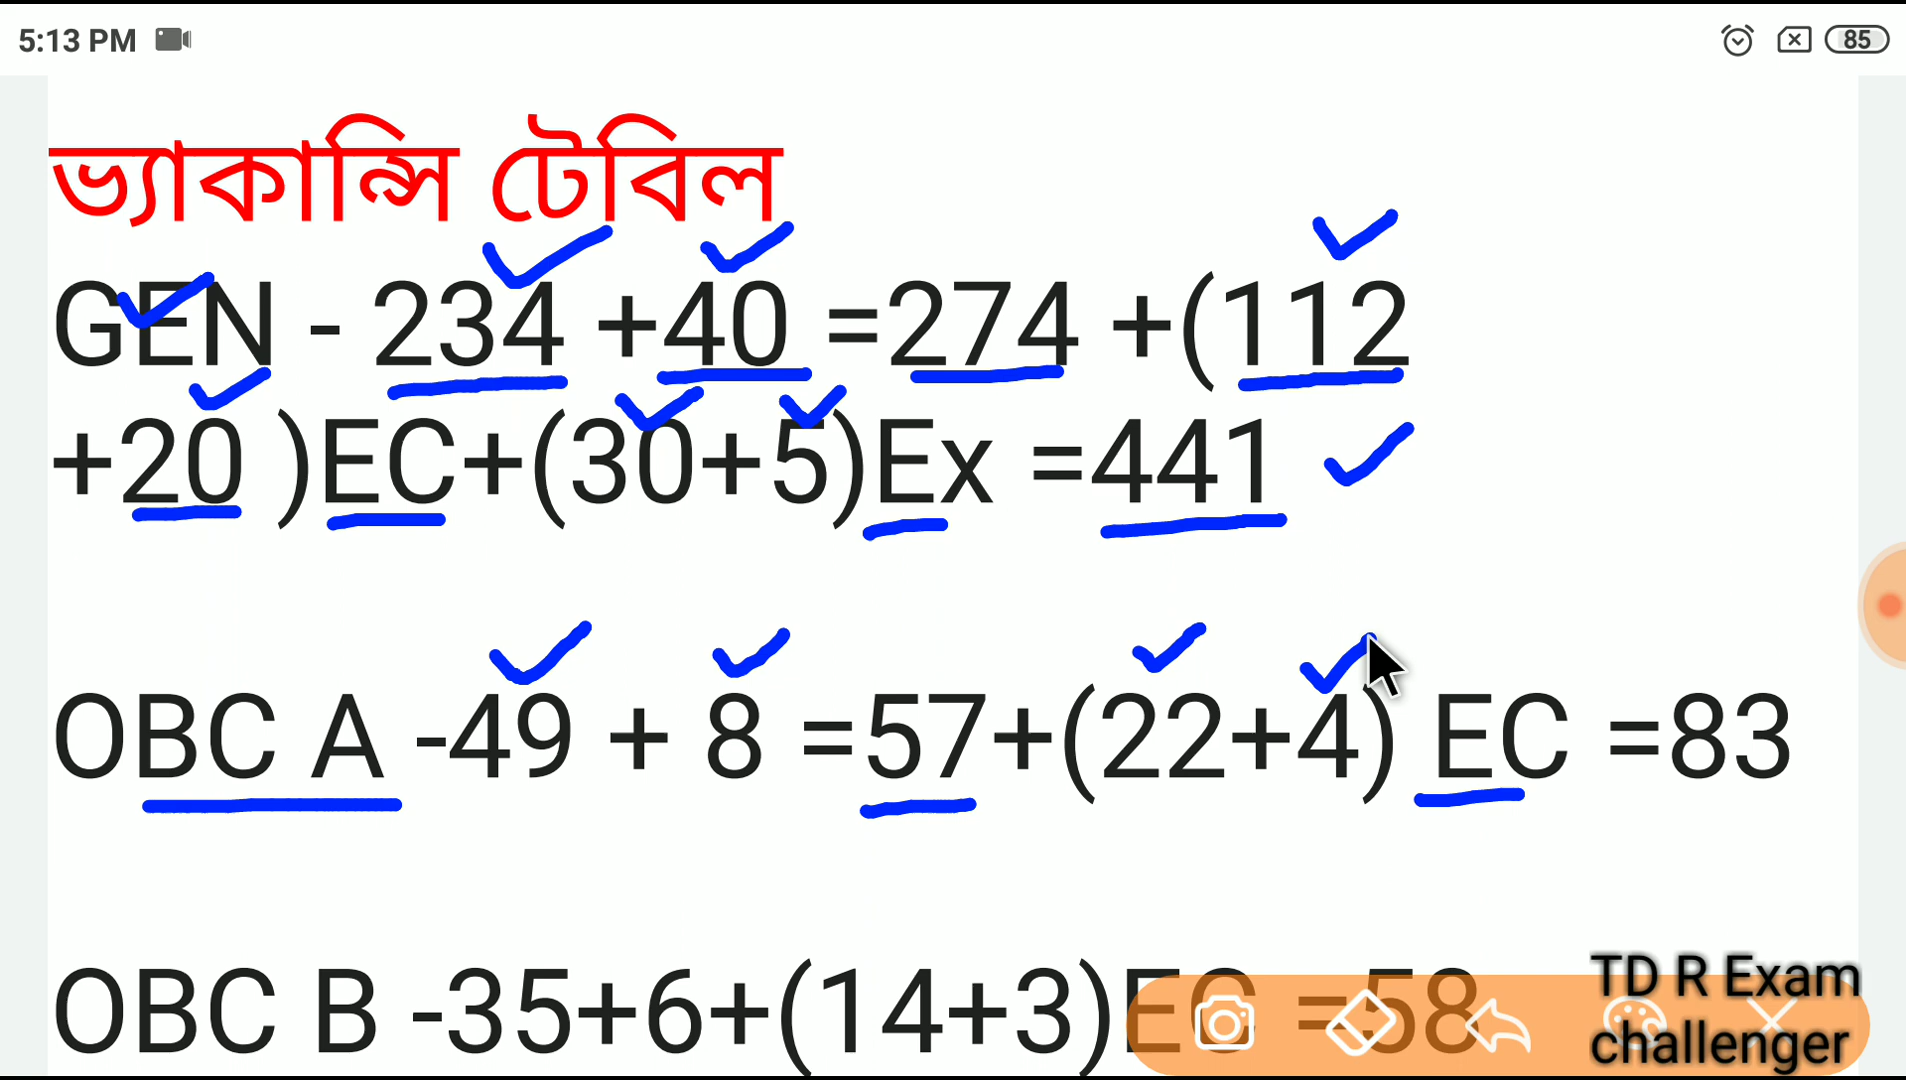 5:13 PM
85
ভ্যাকান্সি টেবিল
GEN - 234 +40 =274 +(112
+20 )EC+(30+5)Ex =441
OBC A -49 + 8 =57+(22+4) EC =83
OBC B -35+6+(14+3)EC =58
TD R Exam
challenger